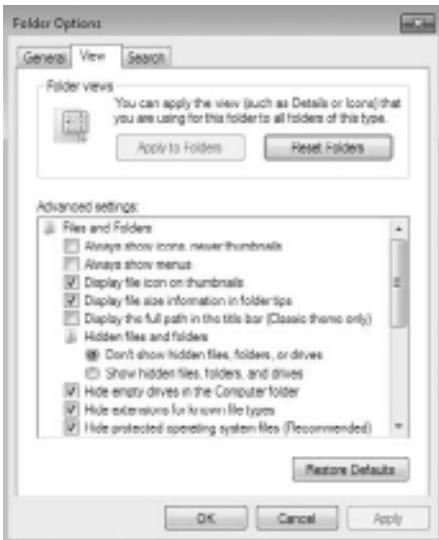 Folder Options
General View Search
Folder views
You can apply the view (such as Details or Icons) that
you are using for this folder to all folders of this type.
Apply to Folders Reset Folders
Advanced settings:
Files and Folders
Always show icons, never thumbnails
Always show menus
Display file icon on thumbnails
Display file size information in folder tips
Display the full path in the title bar (Classic theme only)
Hidden files and folders
Don't show hidden files, folders, or drives
Show hidden files, folders, and drives
Hide empty drives in the Computer folder
Hide extensions for known file types
Hide protected operating system files (Recommended)
Restore Defaults
OK Cancel Apply